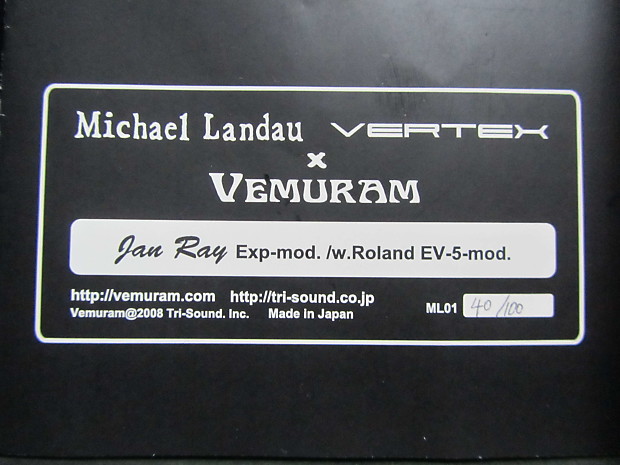 Michael Landau VERTEX
x
VEMURAM
Jan Ray Exp-mod. /w.Roland EV-5-mod.
http://vemuram.com http://tri-sound.co.jp
Vemuram@2008 Tri-Sound. Inc. Made in Japan
ML01 40/100